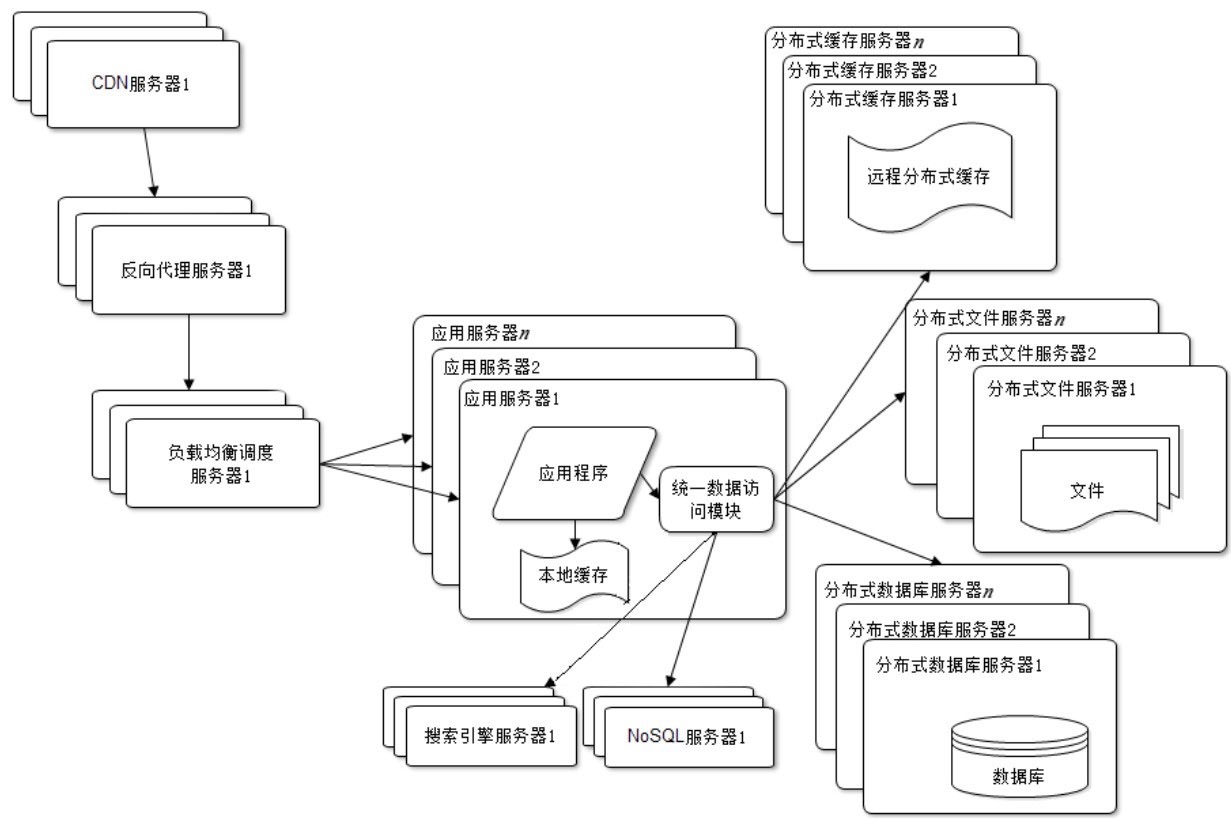 CDN服务器1
反向代理服务器1
负载均衡调度
服务器1
应用服务器n
应用服务器2
应用服务器1
应用程序
统一数据访
问模块
本地缓存
搜索引擎服务器1
NoSQL服务器1
分布式缓存服务器n
分布式缓存服务器2
分布式缓存服务器1
远程分布式缓存
分布式文件服务器n
分布式文件服务器2
分布式文件服务器1
文件
分布式数据库服务器n
分布式数据库服务器2
分布式数据库服务器1
数据库